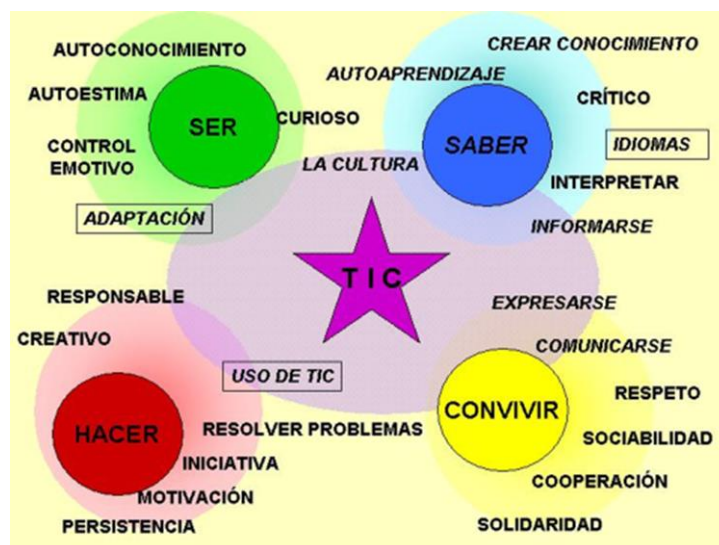 AUTOCONOCIMIENTO
AUTOESTIMA
SER
CURIOSO
CONTROL
EMOTIVO
ADAPTACIÓN
CREAR CONOCIMIENTO
AUTOAPRENDIZAJE
CRÍTICO
SABER
IDIOMAS
LA CULTURA
INTERPRETAR
INFORMARSE
T I C
RESPONSABLE
CREATIVO
USO DE TIC
HACER
RESOLVER PROBLEMAS
INICIATIVA
MOTIVACIÓN
PERSISTENCIA
EXPRESARSE
COMUNICARSE
CONVIVIR
RESPETO
SOCIABILIDAD
COOPERACIÓN
SOLIDARIDAD